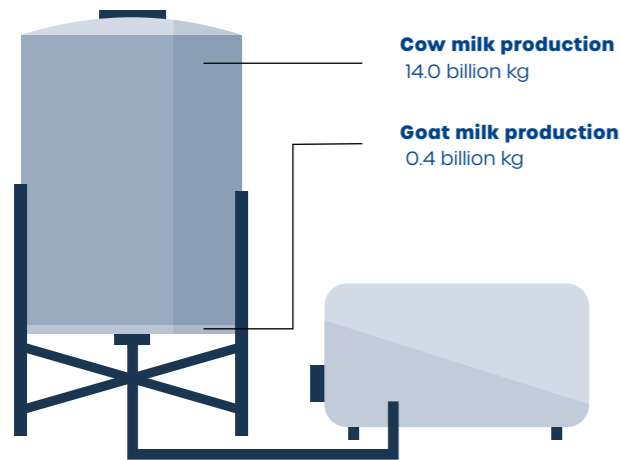 Cow milk production
14.0 billion kg
Goat milk production
0.4 billion kg